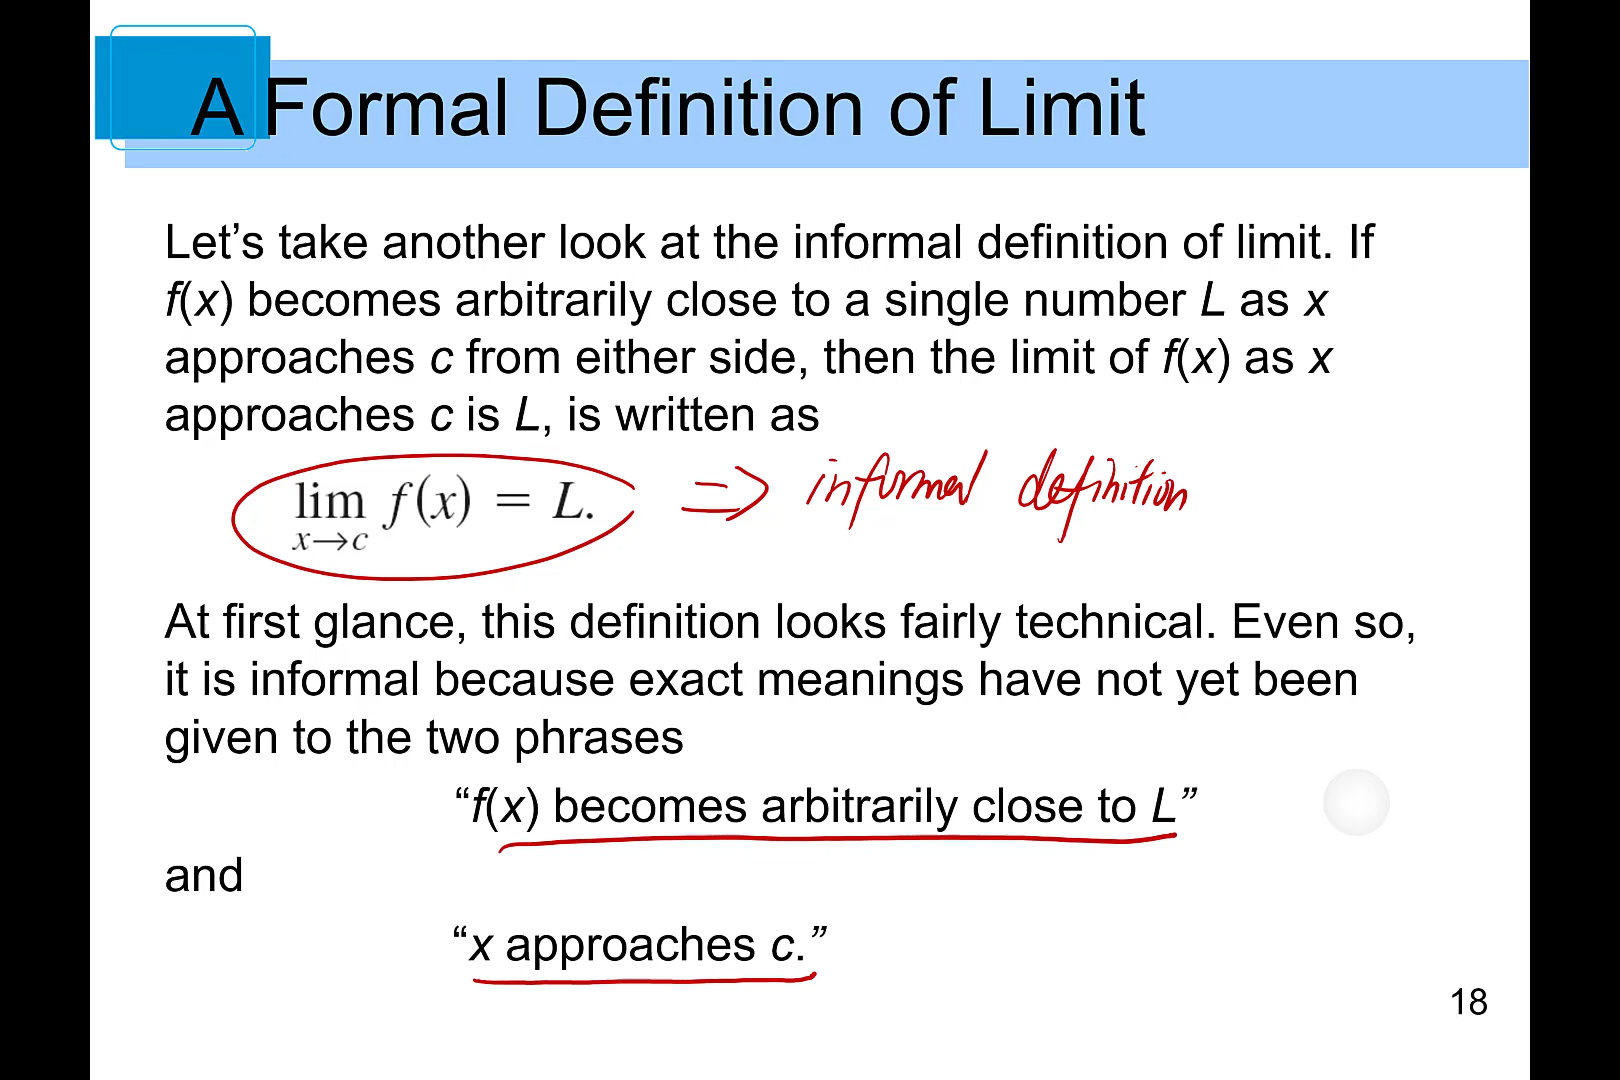 A Formal Definition of Limit
Let’s take another look at the informal definition of limit. If
f(x) becomes arbitrarily close to a single number L as x
approaches c from either side, then the limit of f(x) as x
approaches c is L, is written as
lim f(x) = L. ⇒ informal definition
x→c
At first glance, this definition looks fairly technical. Even so,
it is informal because exact meanings have not yet been
given to the two phrases
“f(x) becomes arbitrarily close to L”
and
“x approaches c.”
18